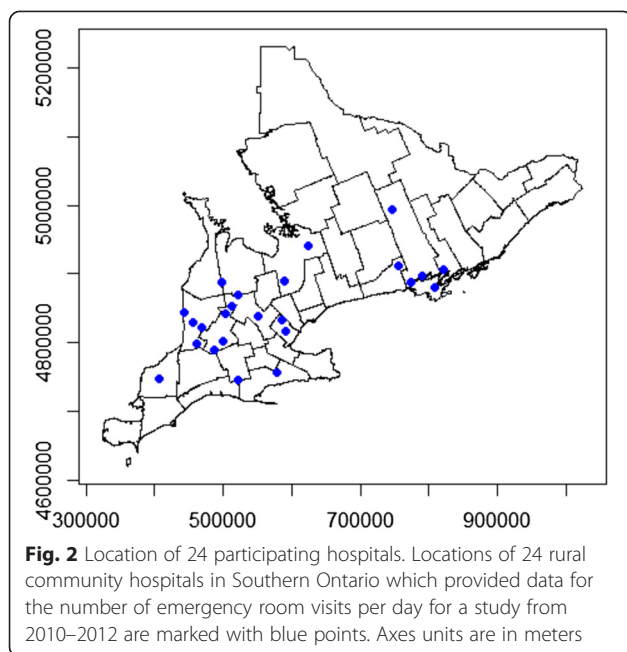 5200000
5000000
4800000
4600000
300000
500000
700000
900000
Fig. 2 Location of 24 participating hospitals. Locations of 24 rural
community hospitals in Southern Ontario which provided data for
the number of emergency room visits per day for a study from
2010–2012 are marked with blue points. Axes units are in meters